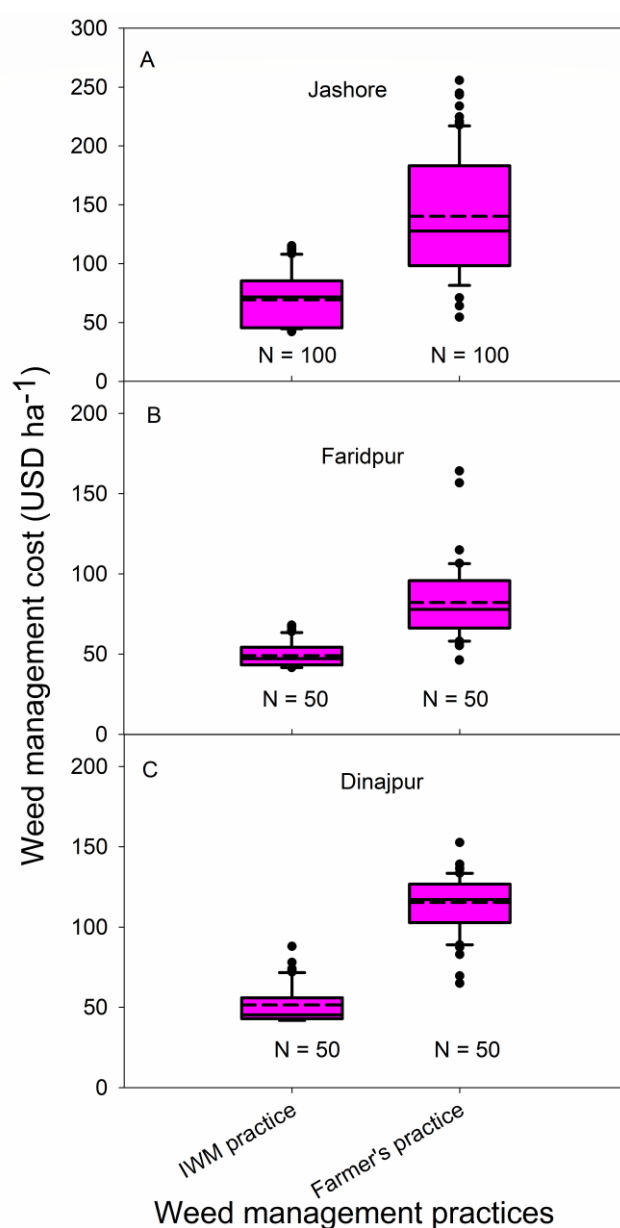 Weed management cost (USD ha⁻¹)
300
A
Jashore
250
200
150
100
50
N = 100
N = 100
0
200
B
Faridpur
150
100
50
N = 50
N = 50
0
200
C
Dinajpur
150
100
50
N = 50
N = 50
0
IWM practice
Farmer's practice
Weed management practices